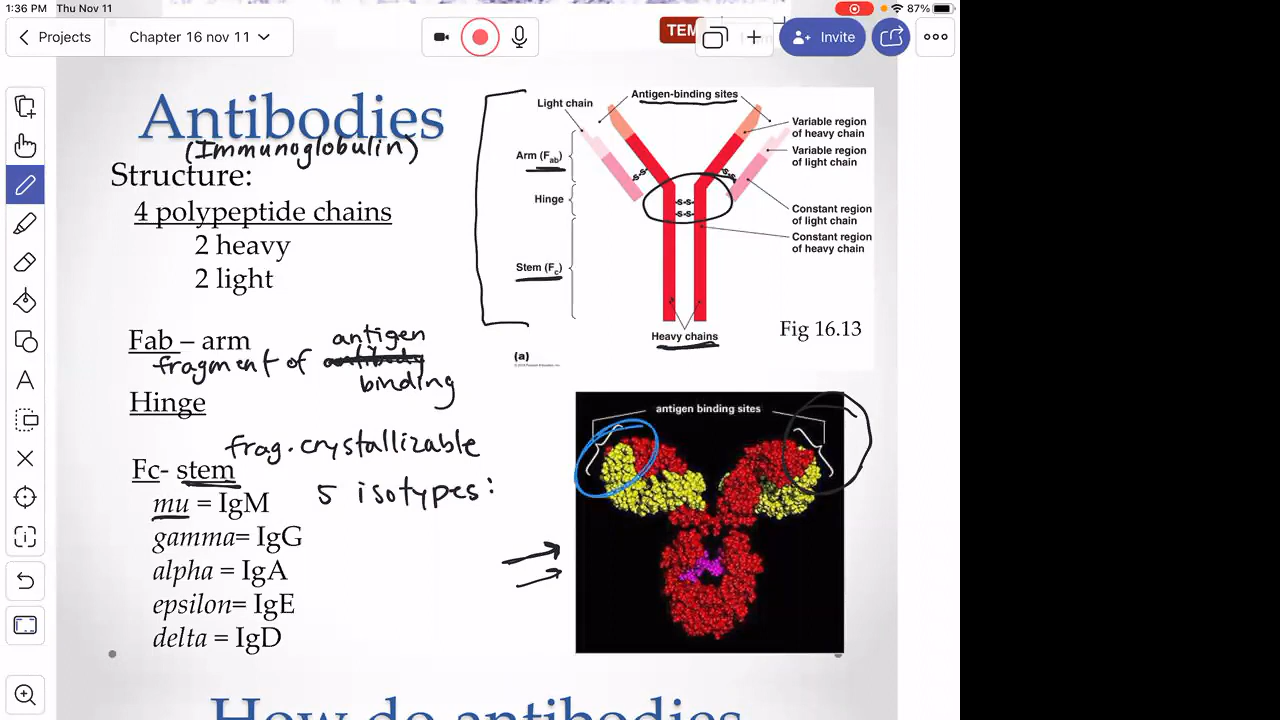 1:36 PM Thu Nov 11
87%
Projects
Chapter 16 nov 11
TEM
Invite
Antibodies
(Immunoglobulin)
Structure:
4 polypeptide chains
2 heavy
2 light
Fab – arm
fragment of antibody
antigen
binding
Hinge
frag. crystallizable
Fc- stem
5 isotypes:
mu = IgM
gamma= IgG
alpha = IgA
epsilon= IgE
delta = IgD
Antigen-binding sites
Light chain
Variable region
of heavy chain
Variable region
of light chain
Arm (Fab)
Hinge
Constant region
of light chain
Constant region
of heavy chain
Stem (Fc)
-S-S-
-S-S-
S-S
S-S
Heavy chains
Fig 16.13
(a)
antigen binding sites
How do antibodies
A